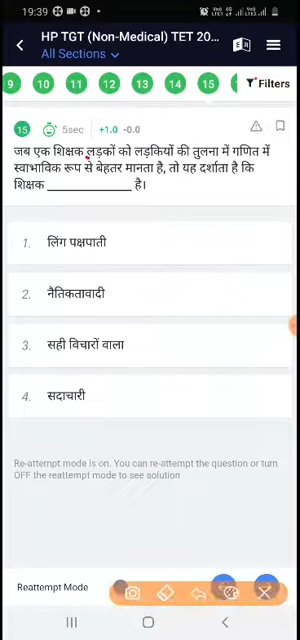 19:39
HP TGT (Non-Medical) TET 20...
All Sections
9 10 11 12 13 14 15 Filters
15 5sec +1.0 -0.0
जब एक शिक्षक लड़कों को लड़कियों की तुलना में गणित में
स्वाभाविक रूप से बेहतर मानता है, तो यह दर्शाता है कि
शिक्षक ______________ है।
1. लिंग पक्षपाती
2. नैतिकतावादी
3. सही विचारों वाला
4. सदाचारी
Re-attempt mode is on. You can re-attempt the question or turn
OFF the reattempt mode to see solution
Reattempt Mode